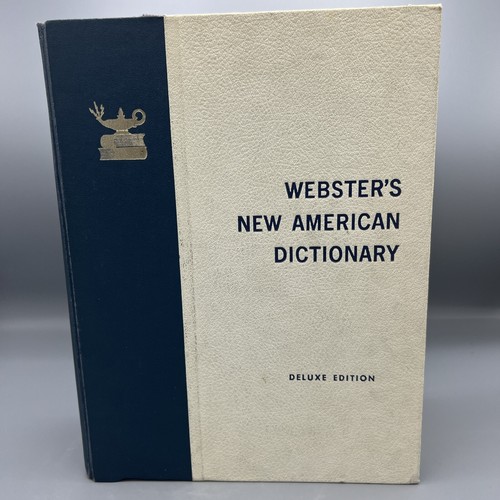 WEBSTER'S
NEW AMERICAN
DICTIONARY
DELUXE EDITION